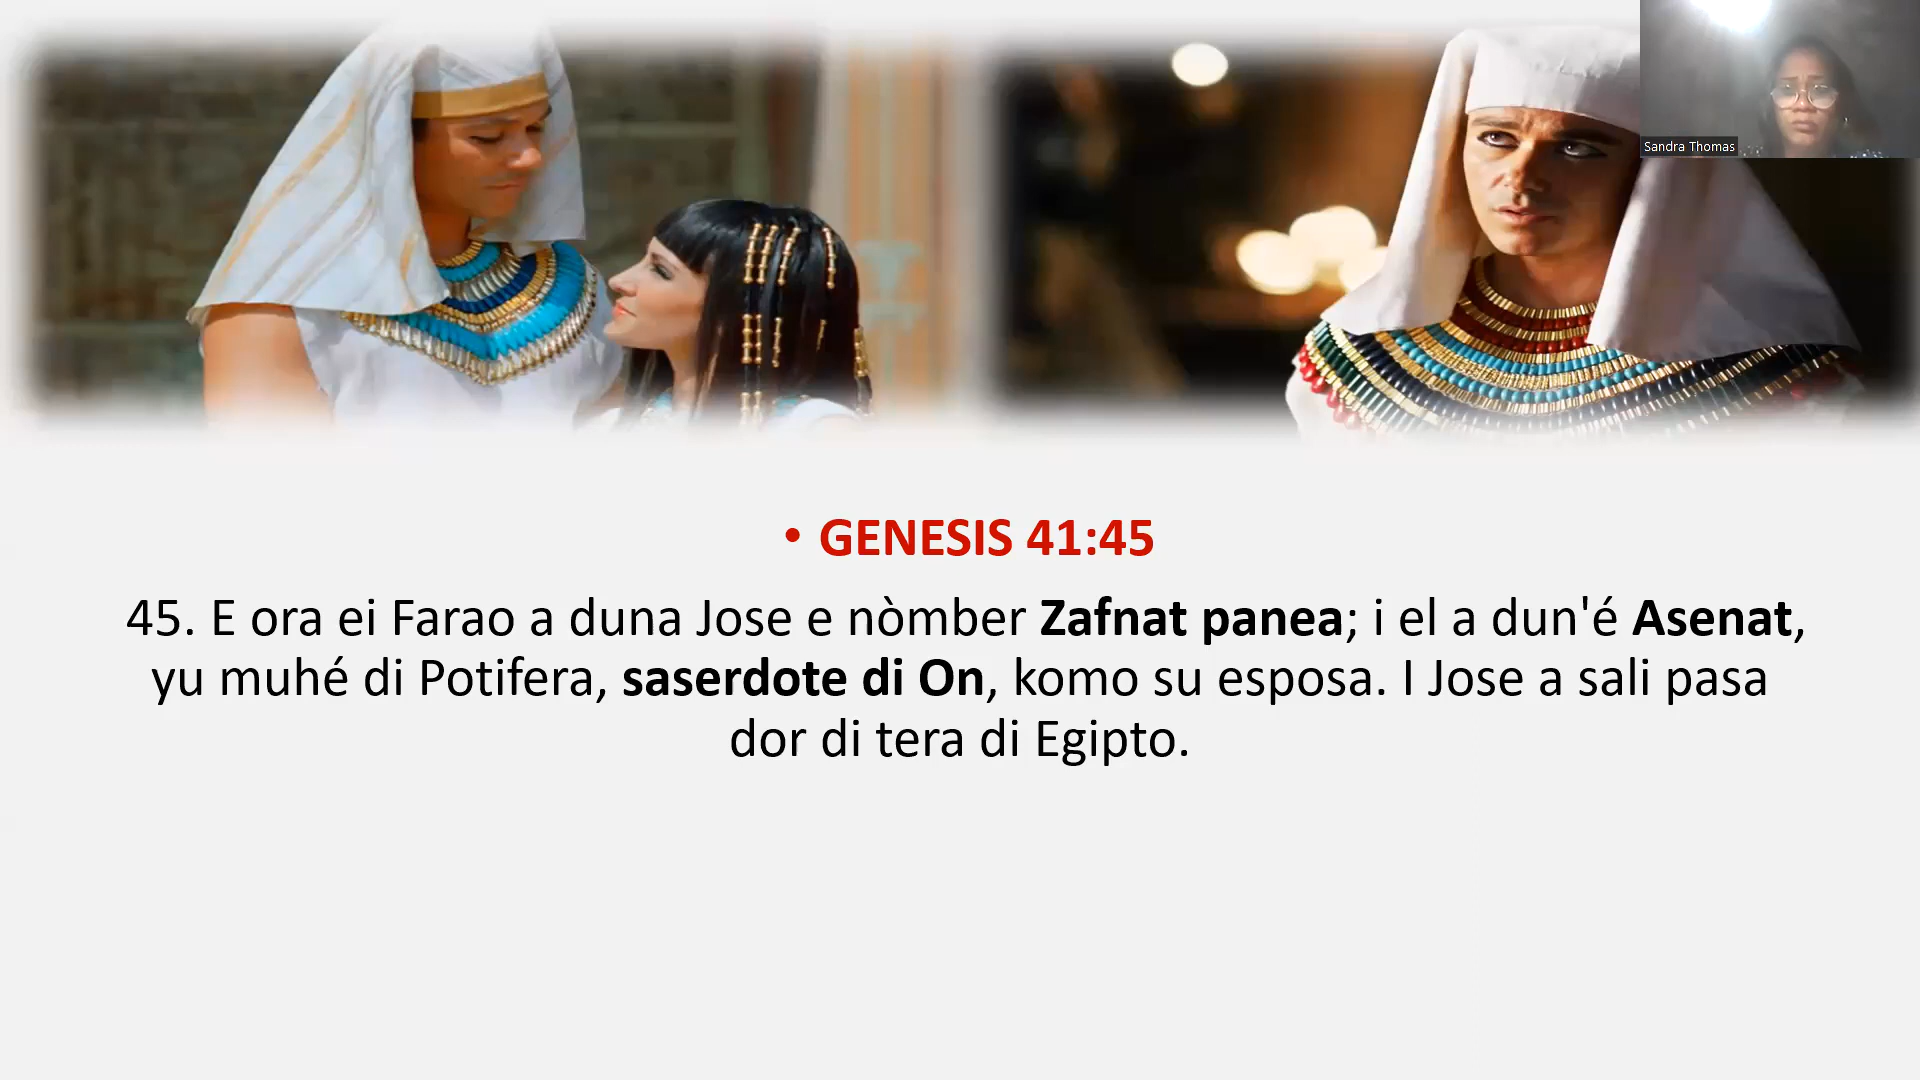 Sandra Thomas
• GENESIS 41:45
45. E ora ei Farao a duna Jose e nòmber Zafnat panea; i el a dun'é Asenat,
yu muhé di Potifera, saserdote di On, komo su esposa. I Jose a sali pasa
dor di tera di Egipto.